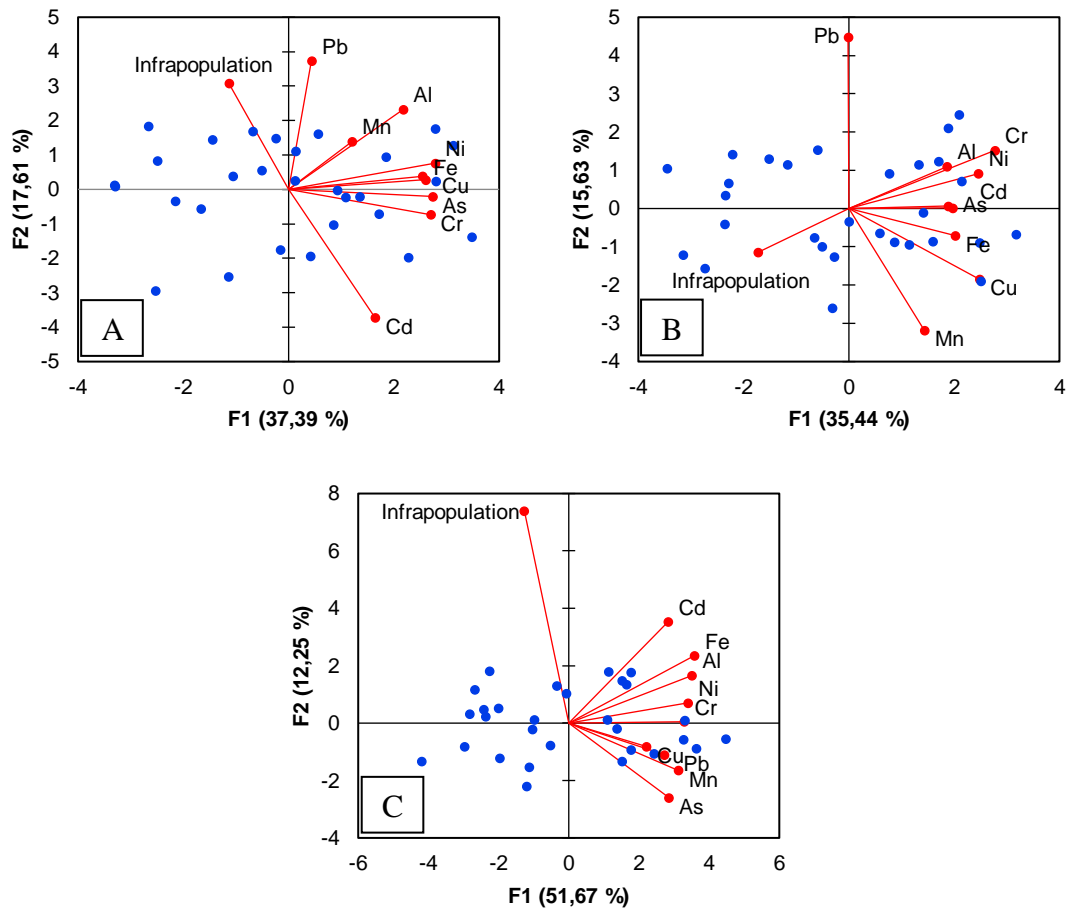 5
4
3
2
1
0
-1
-2
-3
-4
-5
-4
-2
0
2
4
F2 (17,61 %)
F1 (37,39 %)
Infrapopulation
Pb
Al
Mn
Ni
Fe
Cu
As
Cr
Cd
A
5
4
3
2
1
0
-1
-2
-3
-4
-4
-2
0
2
4
F2 (15,63 %)
F1 (35,44 %)
Pb
Cr
Al
Ni
Cd
As
Fe
Infrapopulation
Cu
Mn
B
8
6
4
2
0
-2
-4
-6
-4
-2
0
2
4
6
F2 (12,25 %)
F1 (51,67 %)
Infrapopulation
Cd
Fe
Al
Ni
Cr
Cu
Pb
Mn
As
C